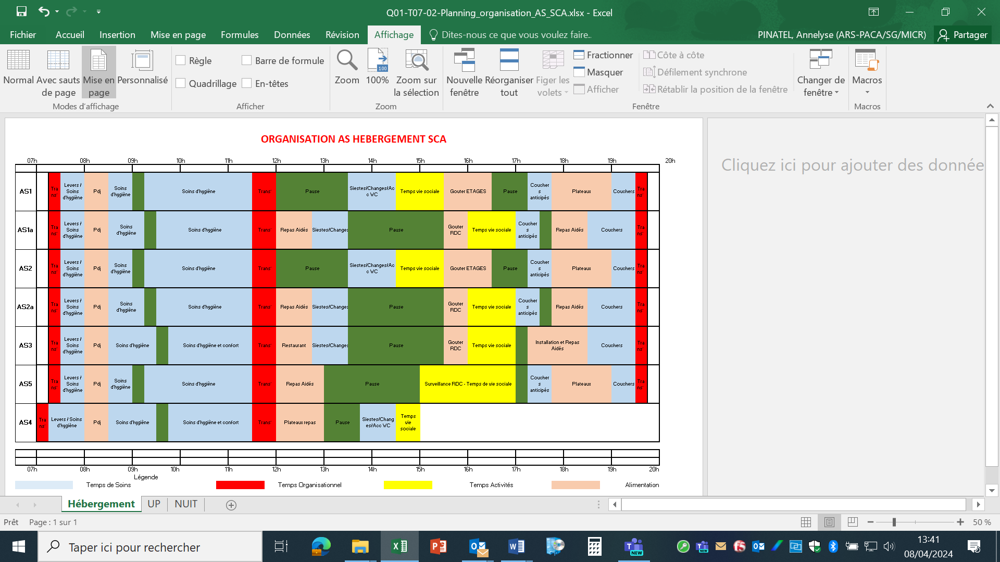 Q01-T07-02-Planning_organisation_AS_SCA.xlsx - Excel
Fichier Accueil Insertion Mise en page Formules Données Révision Affichage Dites-nous ce que vous voulez faire.. PINATEL, Annelyse (ARS-PACA/SG/MICR) Partager
Normal
Avec sauts
de page
Mise en
page
Personnalisé
Modes d'affichage
Règle
Barre de formule
Quadrillage
En-têtes
Afficher
Zoom
100
100%
Zoom sur
la sélection
Zoom
Nouvelle
fenêtre
Réorganiser
tout
Figer les
volets
Fractionner
Masquer
Afficher
Côte à côte
Défilement synchrone
Rétablir la position de la fenêtre
Changer de
fenêtre
Fenêtre
Macros
Macros
ORGANISATION AS HEBERGEMENT SCA
Cliquez ici pour ajouter des donnée
07h 08h 09h 10h 11h 12h 13h 14h 15h 16h 17h 18h 19h 20h
AS1
Tra
ns'
Levers /
Soins
d'hygiène
Pdj
Soins
d'hygiène
Soins d'hygiène
Trans'
Pause
Siestes/Changes/Ac
c WC
Temps vie sociale
Gouter ETAGES
Pause
Coucher
s
anticipés
Plateaux
Couchers
Tra
ns'
AS1a
Tra
ns'
Levers /
Soins
d'hygiène
Pdj
Soins
d'hygiène
Soins d'hygiène
Trans'
Repas Aidés
Siestes/Changes
Pause
Gouter
RDC
Temps vie sociale
Coucher
s
anticipés
Repas Aidés
Couchers
Tra
ns'
AS2
Tra
ns'
Levers /
Soins
d'hygiène
Pdj
Soins
d'hygiène
Soins d'hygiène
Trans'
Pause
Siestes/Changes/Ac
c WC
Temps vie sociale
Gouter ETAGES
Pause
Coucher
s
anticipés
Plateaux
Couchers
Tra
ns'
AS2a
Tra
ns'
Levers /
Soins
d'hygiène
Pdj
Soins
d'hygiène
Soins d'hygiène
Trans'
Repas Aidés
Siestes/Changes
Pause
Gouter
RDC
Temps vie sociale
Coucher
s
anticipés
Repas Aidés
Couchers
Tra
ns'
AS3
Tra
ns'
Levers /
Soins
d'hygiène
Pdj
Soins d'hygiène
Soins d'hygiène et confort
Trans'
Restaurant
Siestes/Changes
Pause
Gouter
RDC
Temps vie sociale
Installation et Repas
Aidés
Couchers
Tra
ns'
AS5
Tra
ns'
Levers /
Soins
d'hygiène
Pdj
Soins
d'hygiène
Soins d'hygiène
Trans'
Repas Aidés
Pause
Surveillance RDC - Temps de vie sociale
Coucher
s
anticipés
Plateaux
Couchers
Tra
ns'
AS4
Tra
ns'
Levers / Soins
d'hygiène
Pdj
Soins d'hygiène
Soins d'hygiène et confort
Trans'
Plateaux repas
Pause
Siestes/Chang
es/Acc WC
Temps
vie
sociale
07h 08h 09h 10h 11h 12h 13h 14h 15h 16h 17h 18h 19h 20h
Légende
Temps de Soins Temps Organisationnel Temps Activités Alimentation
Hébergement UP NUIT
Prêt Page : 1 sur 1 50 %
Taper ici pour rechercher
NEW
NEW
13:41
08/04/2024